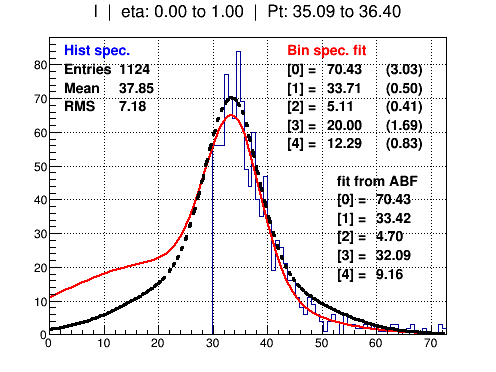 I | eta: 0.00 to 1.00 | Pt: 35.09 to 36.40
Hist spec.
Entries 1124
Mean 37.85
RMS 7.18
Bin spec. fit
[0] = 70.43 (3.03)
[1] = 33.71 (0.50)
[2] = 5.11 (0.41)
[3] = 20.00 (1.69)
[4] = 12.29 (0.83)
fit from ABF
[0] = 70.43
[1] = 33.42
[2] = 4.70
[3] = 32.09
[4] = 9.16
80
70
60
50
40
30
20
10
0
0 10 20 30 40 50 60 70